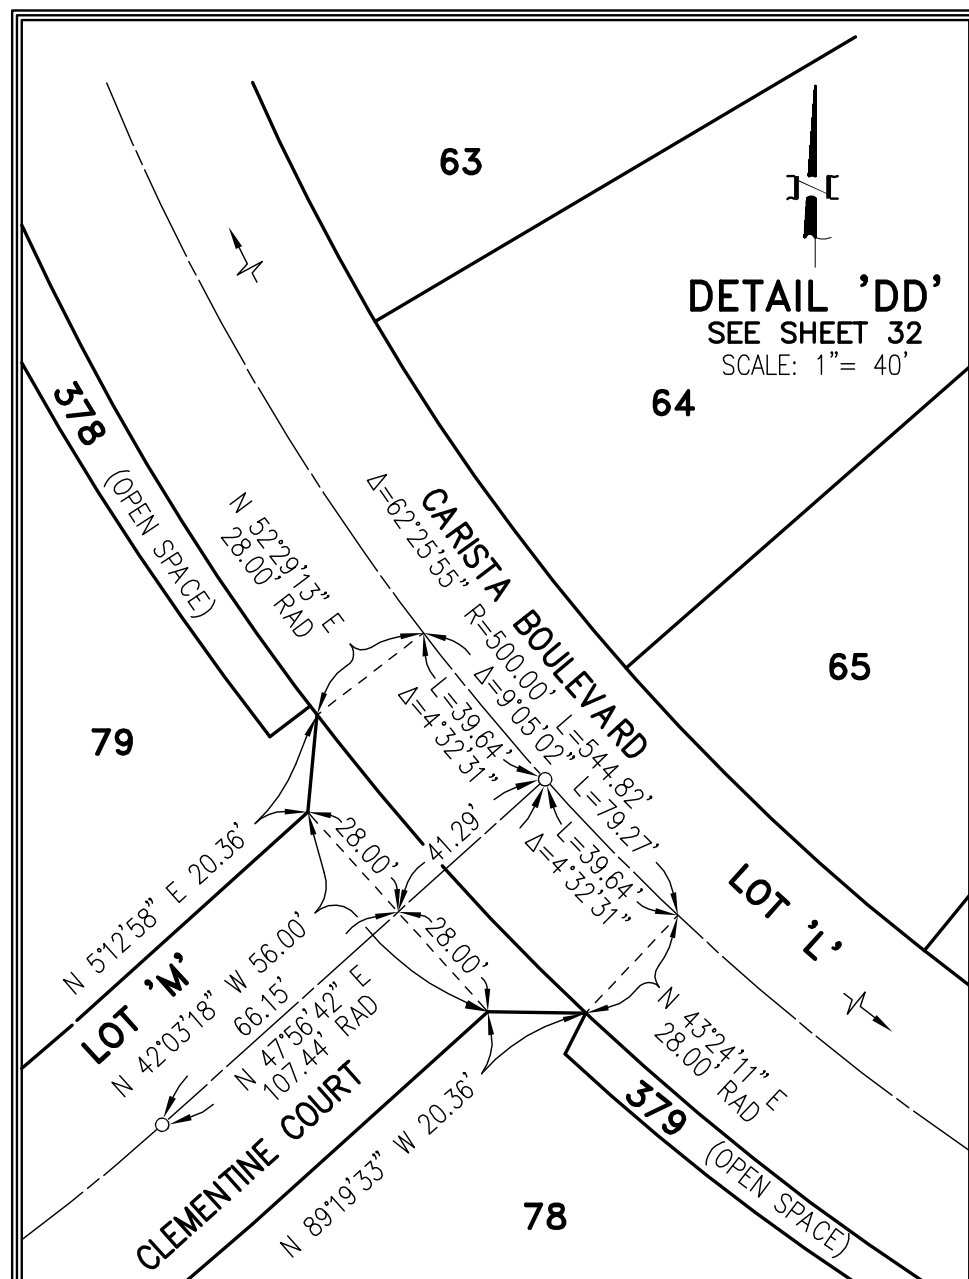 63
DETAIL 'DD'
SEE SHEET 32
SCALE: 1"= 40'
64
378 (OPEN SPACE)
N 52°29'13" E
28.00' RAD
CARISTA BOULEVARD
Δ=62°25'55" R=500.00' L=544.82'
Δ=9°05'02" L=79.27'
L=39.64'
Δ=4°32'31"
65
79
28.00'
41.29'
L=39.64'
Δ=4°32'31"
N 5°12'58" E 20.36'
LOT 'L'
28.00'
LOT 'M'
N 42°03'18" W 56.00'
66.15'
N 47°56'42" E
107.44' RAD
N 43°24'11" E
28.00' RAD
CLEMENTINE COURT
N 89°19'33" W 20.36'
379 (OPEN SPACE)
78